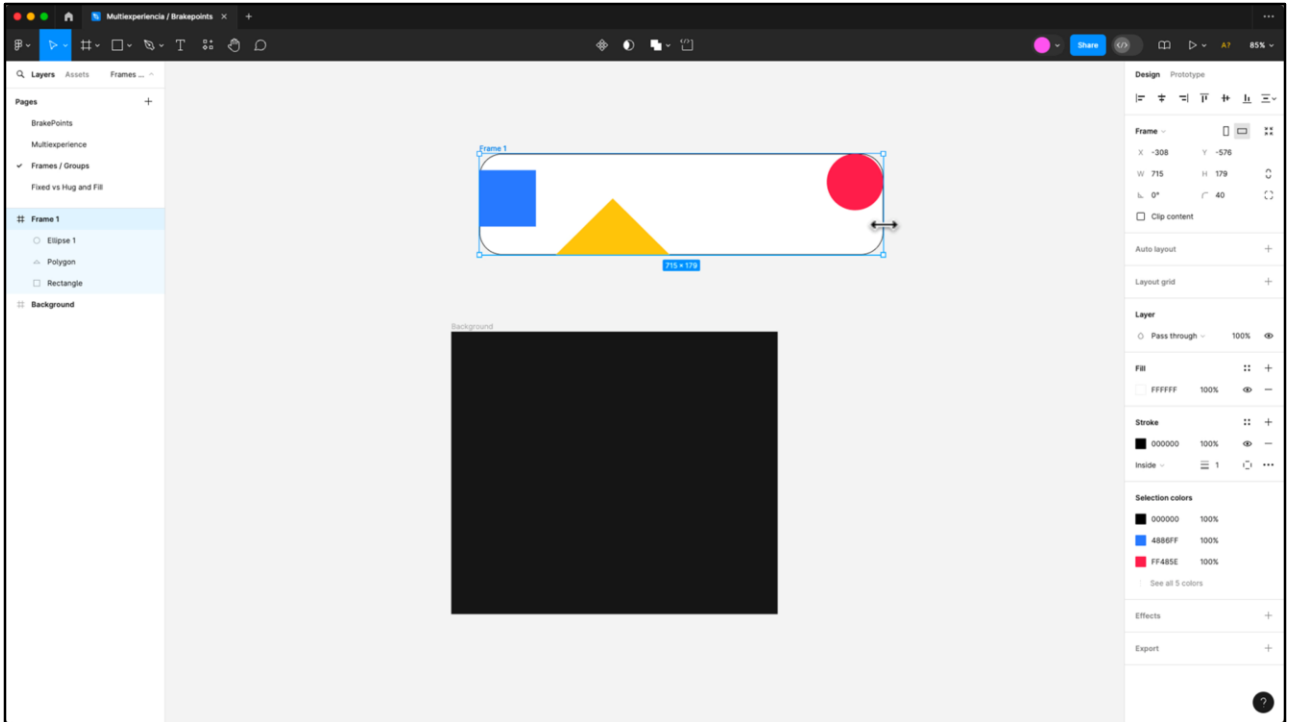 Multiexperiencia / Brakepoints
Share
A?
85%
Layers Assets Frames ...
Pages
BrakePoints
Multiexperience
Frames / Groups
Fixed vs Hug and Fill
Frame 1
Ellipse 1
Polygon
Rectangle
Background
Frame 1
715 × 179
Background
Design Prototype
Frame
X -308 Y -576
W 715 H 179
0° 40
Clip content
Auto layout
Layout grid
Layer
Pass through 100%
Fill
FFFFFF 100%
Stroke
000000 100%
Inside 1
Selection colors
000000 100%
4886FF 100%
FF485E 100%
See all 5 colors
Effects
Export
?